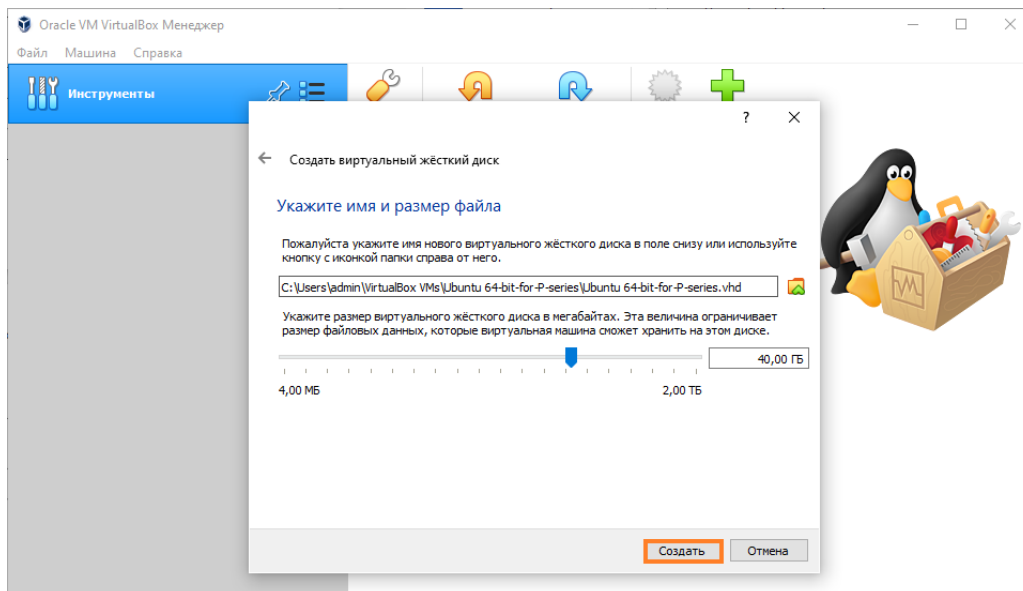 Oracle VM VirtualBox Менеджер
Файл Машина Справка
Инструменты
?
Создать виртуальный жёсткий диск
Укажите имя и размер файла
Пожалуйста укажите имя нового виртуального жёсткого диска в поле снизу или используйте
кнопку с иконкой папки справа от него.
C:\Users\admin\VirtualBox VMs\Ubuntu 64-bit-for-P-series\Ubuntu 64-bit-for-P-series.vhd
Укажите размер виртуального жёсткого диска в мегабайтах. Эта величина ограничивает
размер файловых данных, которые виртуальная машина сможет хранить на этом диске.
40,00 ГБ
4,00 МБ 2,00 ТБ
Создать Отмена